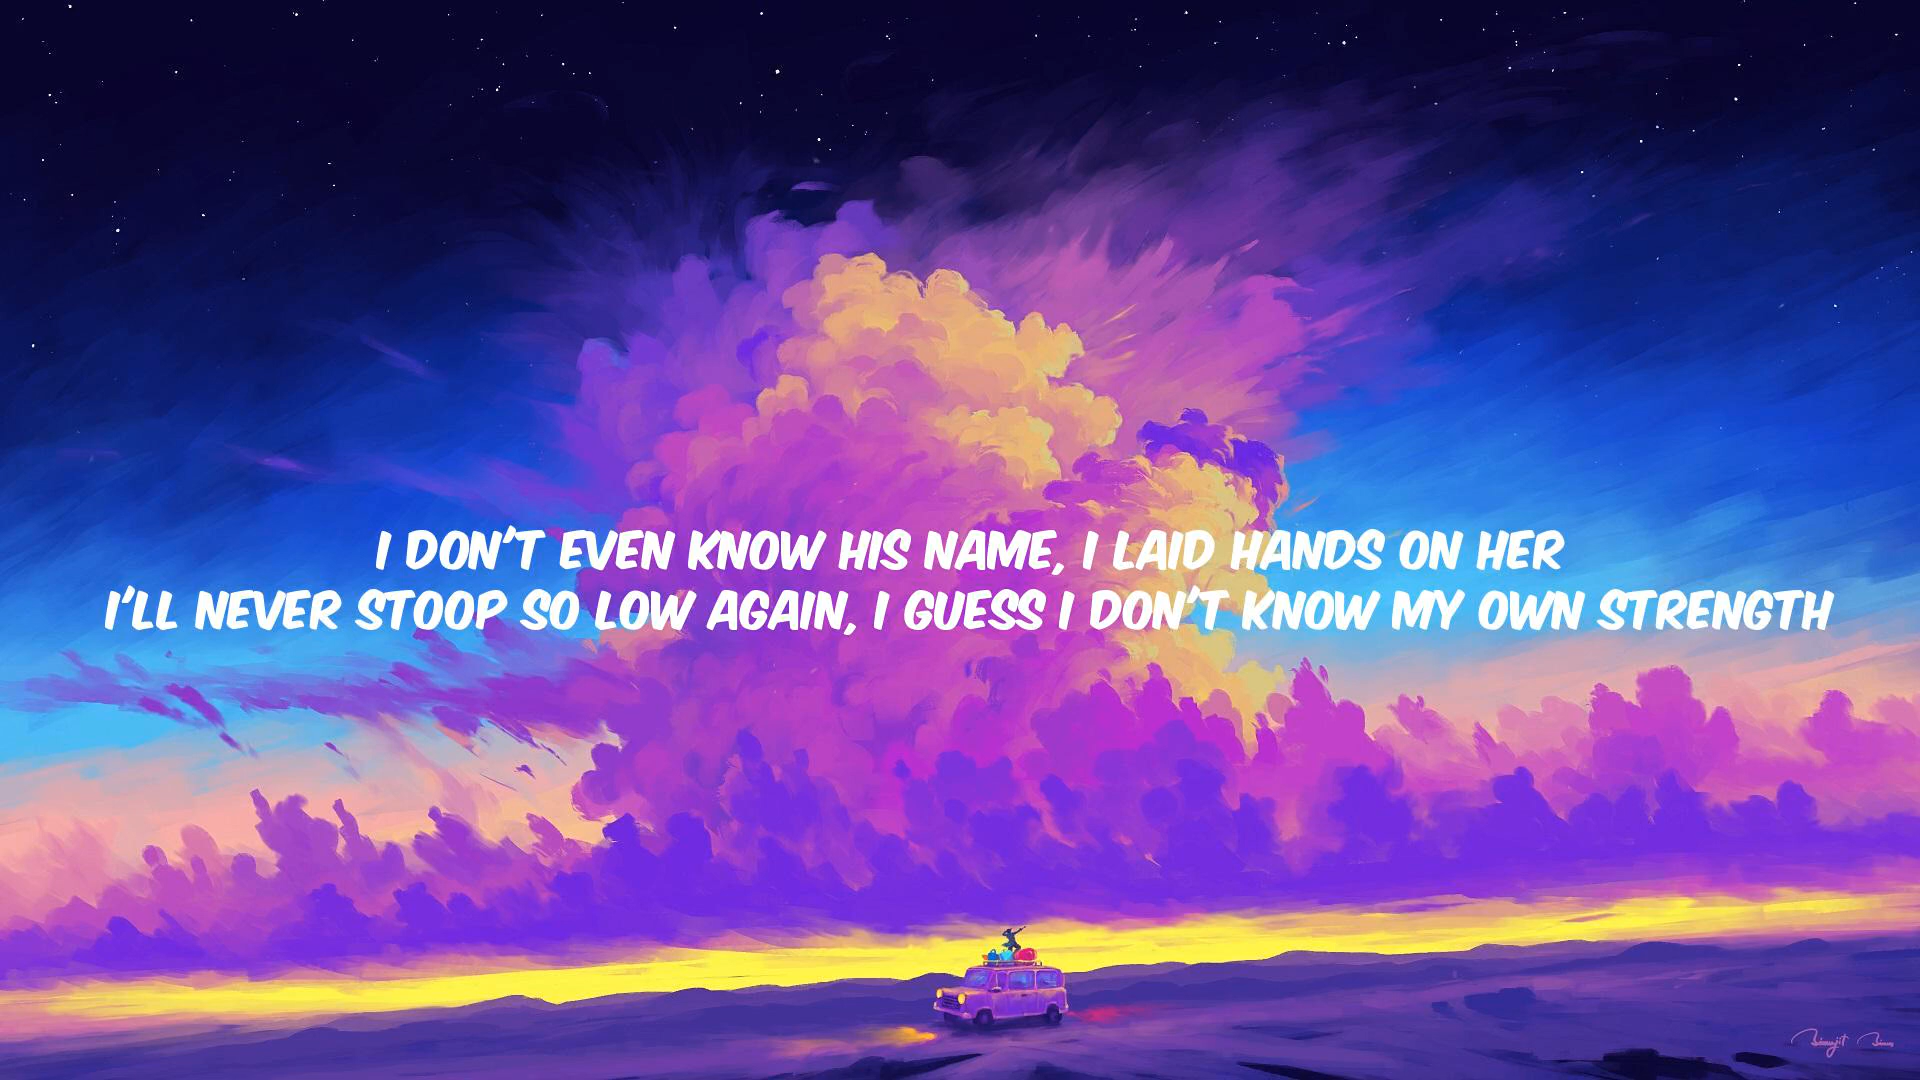 I DON'T EVEN KNOW HIS NAME, I LAID HANDS ON HER
I'LL NEVER STOOP SO LOW AGAIN, I GUESS I DON'T KNOW MY OWN STRENGTH